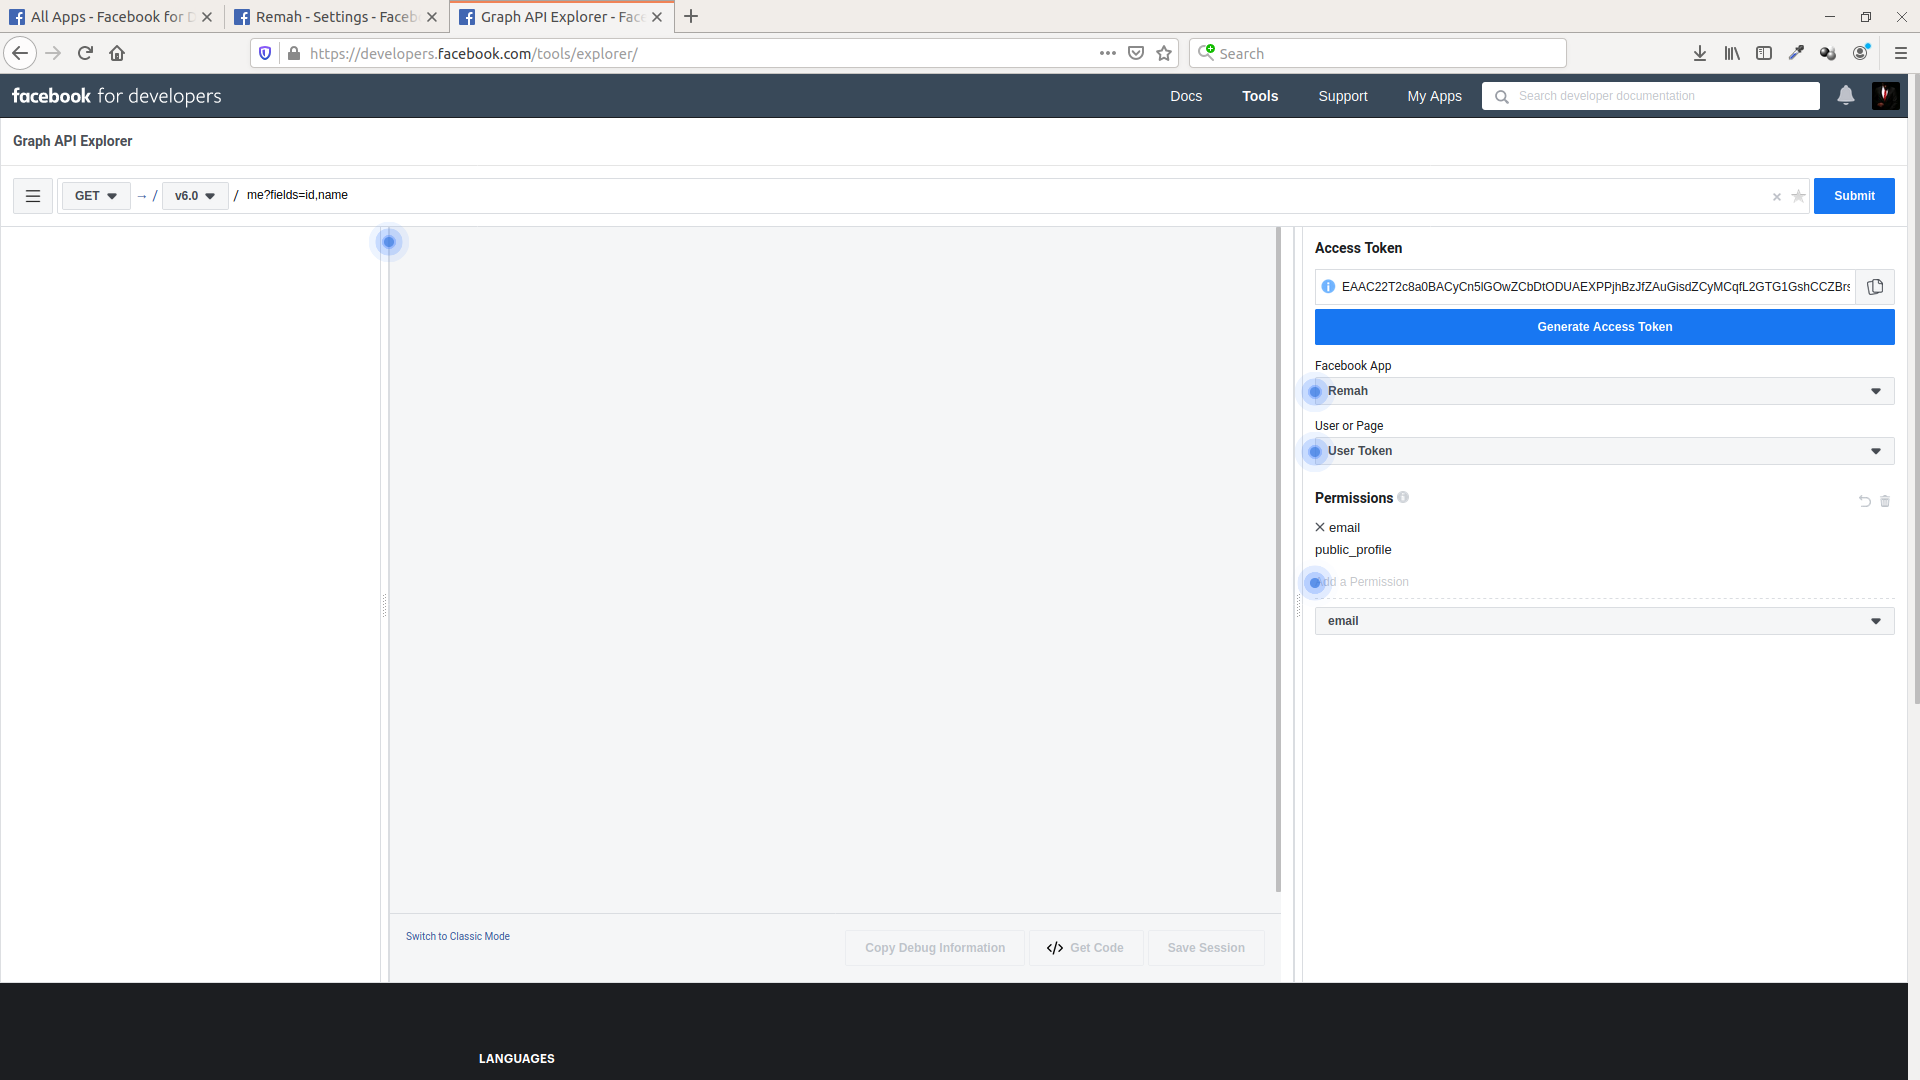 All Apps - Facebook for D
Remah - Settings - Faceb
Graph API Explorer - Fac
https://developers.facebook.com/tools/explorer/
Search
facebook for developers
Docs
Tools
Support
My Apps
Search developer documentation
Graph API Explorer
GET
→ /
v6.0
/
me?fields=id,name
Submit
Access Token
Generate Access Token
Facebook App
Remah
User or Page
User Token
Permissions
email
public_profile
Add a Permission
email
Switch to Classic Mode
Copy Debug Information
</> Get Code
Save Session
LANGUAGES